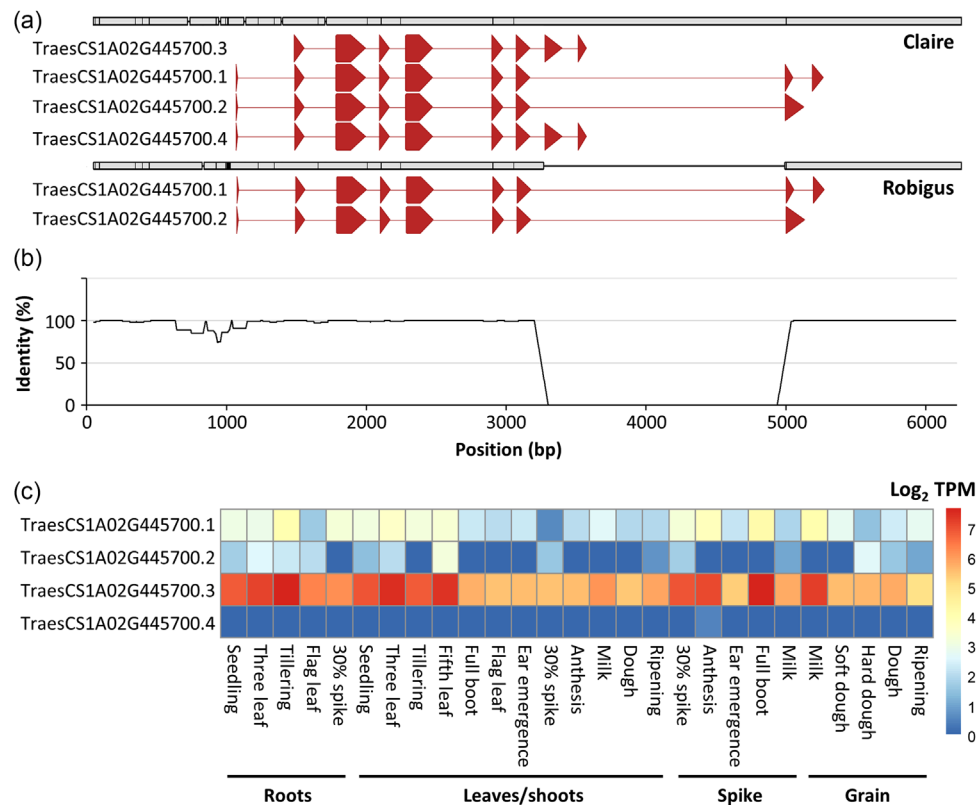 (a)
Claire
TraesCS1A02G445700.3
TraesCS1A02G445700.1
TraesCS1A02G445700.2
TraesCS1A02G445700.4
Robigus
TraesCS1A02G445700.1
TraesCS1A02G445700.2
(b)
Identity (%)
100
50
0
0 1000 2000 3000 4000 5000 6000
Position (bp)
(c)
Log2 TPM
TraesCS1A02G445700.1
TraesCS1A02G445700.2
TraesCS1A02G445700.3
TraesCS1A02G445700.4
7
6
5
4
3
2
1
0
Seedling
Three leaf
Tillering
Flag leaf
30% spike
Seedling
Three leaf
Tillering
Fifth leaf
Full boot
Flag leaf
Ear emergence
30% spike
Anthesis
Milk
Dough
Ripening
30% spike
Anthesis
Ear emergence
Full boot
Milk
Milk
Soft dough
Hard dough
Dough
Ripening
Roots Leaves/shoots Spike Grain